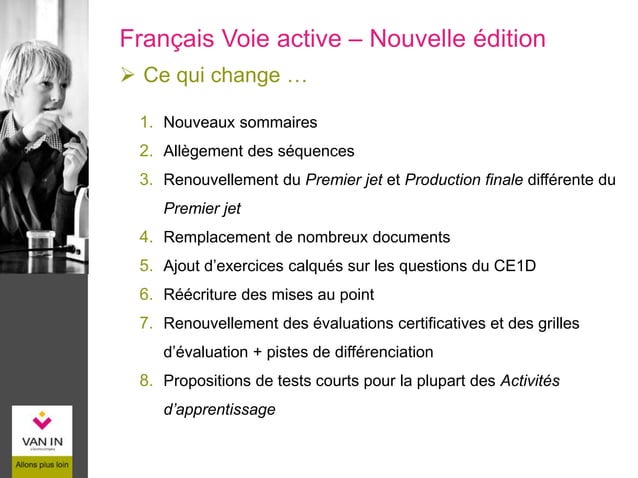 Français Voie active – Nouvelle édition
➢ Ce qui change …
1. Nouveaux sommaires
2. Allègement des séquences
3. Renouvellement du Premier jet et Production finale différente du
Premier jet
4. Remplacement de nombreux documents
5. Ajout d’exercices calqués sur les questions du CE1D
6. Réécriture des mises au point
7. Renouvellement des évaluations certificatives et des grilles
d’évaluation + pistes de différenciation
8. Propositions de tests courts pour la plupart des Activités
d’apprentissage
VAN IN
Allons plus loin